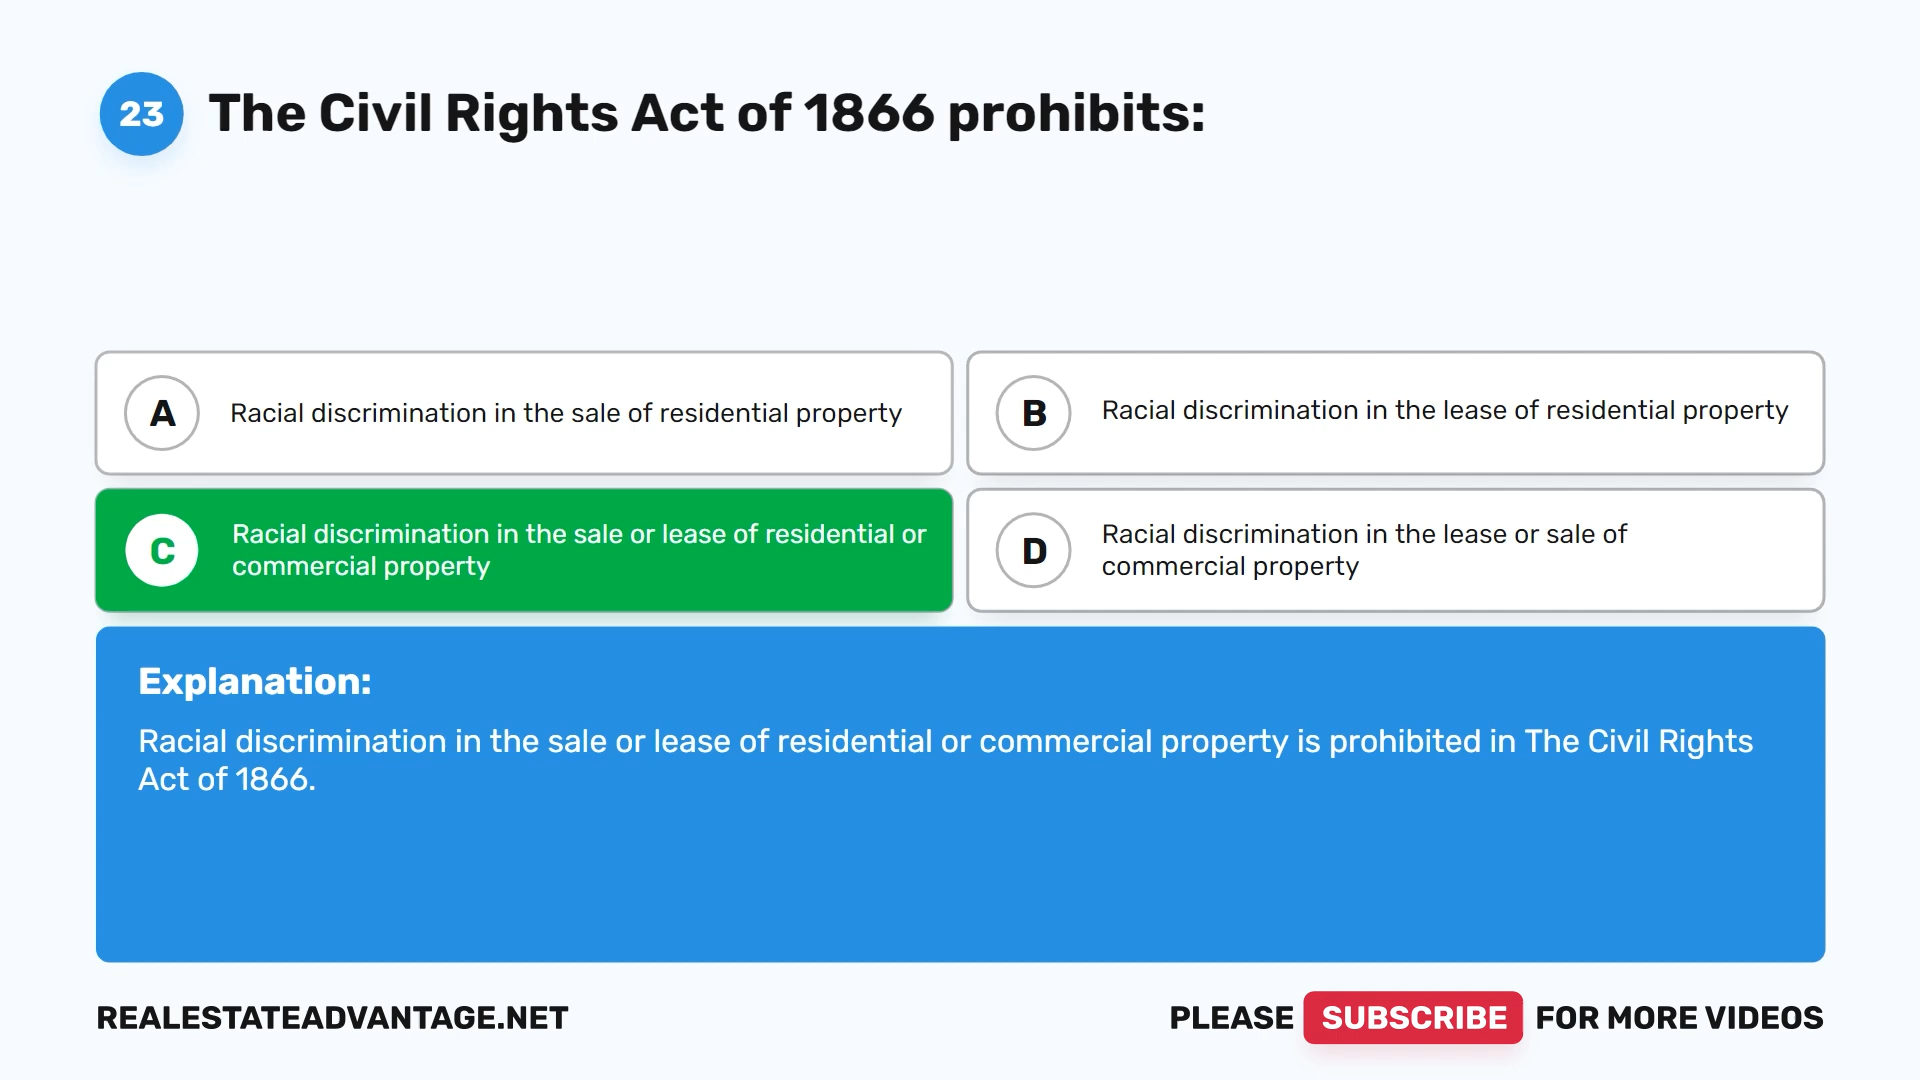 23 The Civil Rights Act of 1866 prohibits:
A Racial discrimination in the sale of residential property
B Racial discrimination in the lease of residential property
C Racial discrimination in the sale or lease of residential or
commercial property
D Racial discrimination in the lease or sale of
commercial property
Explanation:
Racial discrimination in the sale or lease of residential or commercial property is prohibited in The Civil Rights
Act of 1866.
REALESTATEADVANTAGE.NET
PLEASE SUBSCRIBE FOR MORE VIDEOS